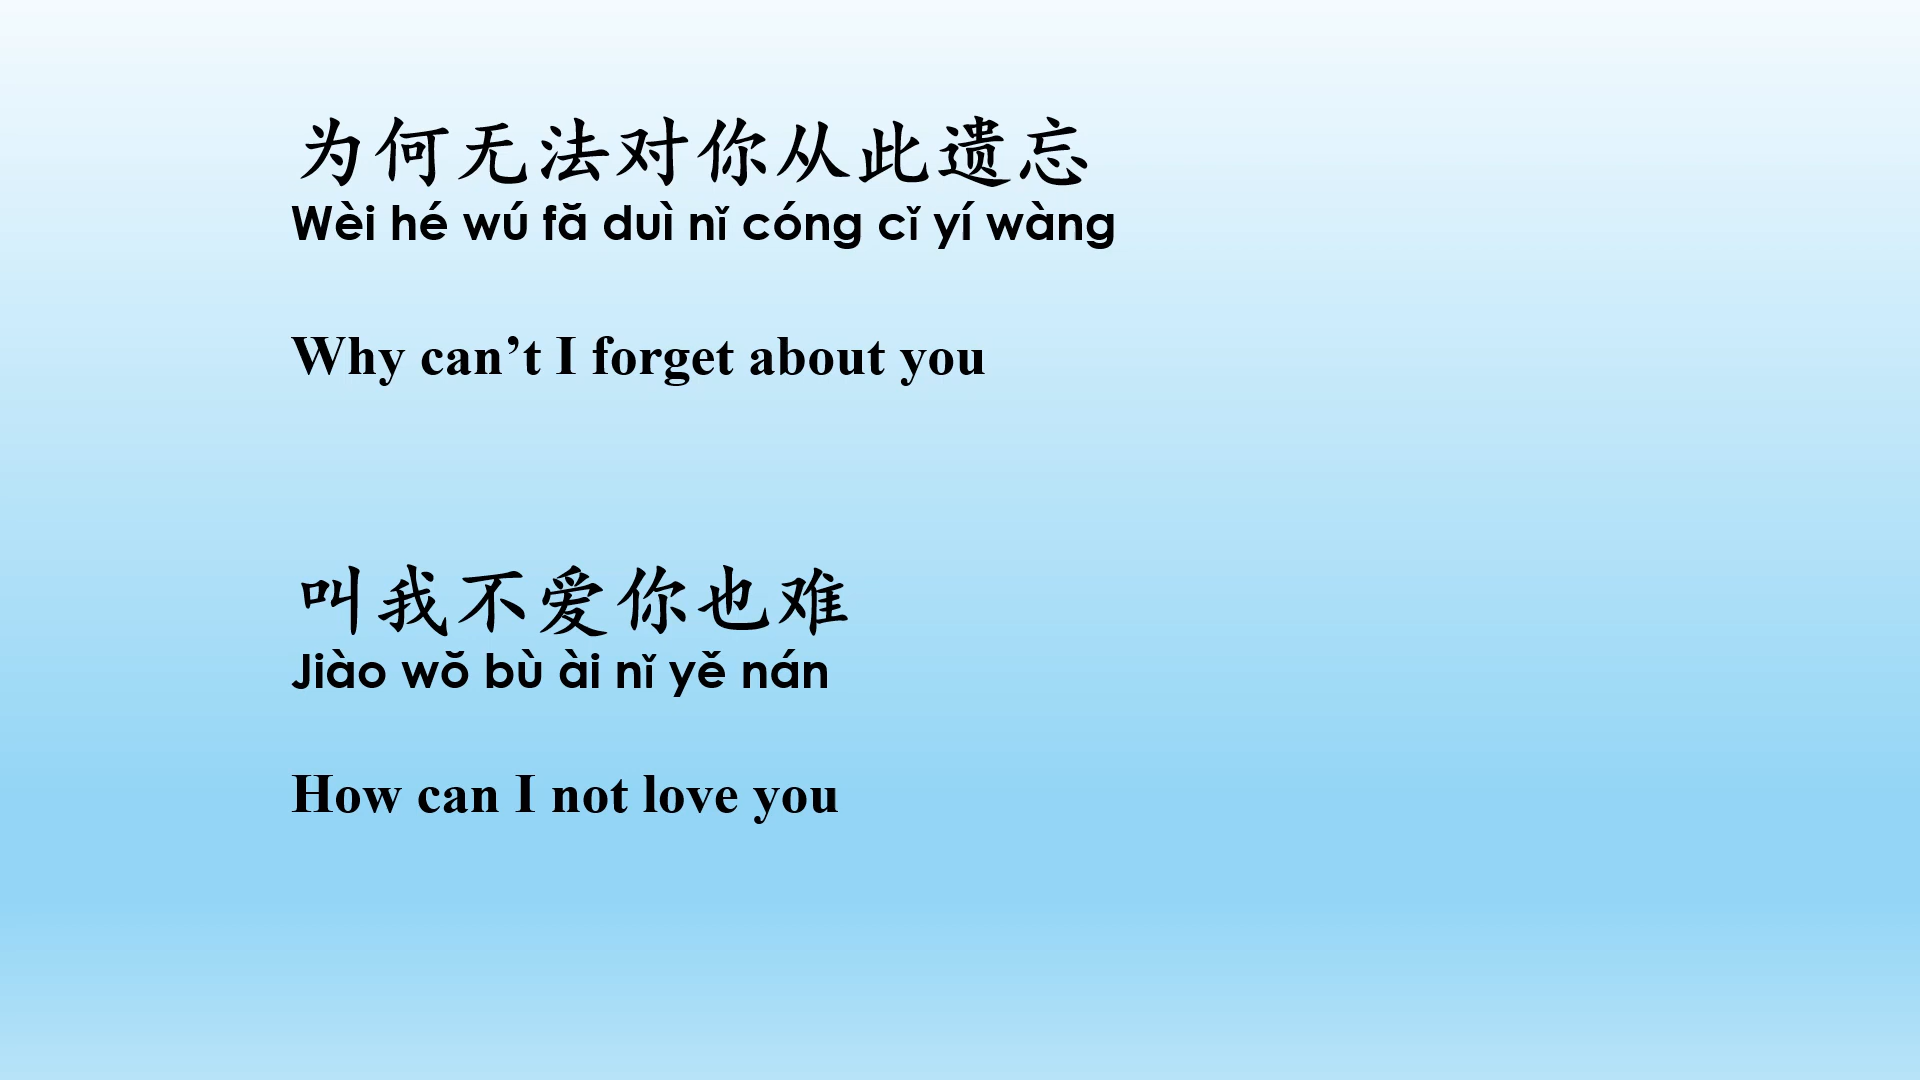 为何无法对你从此遗忘
Wèi hé wú fă duì nǐ cóng cǐ yí wàng
Why can’t I forget about you
叫我不爱你也难
Jiào wŏ bù ài nǐ yě nán
How can I not love you